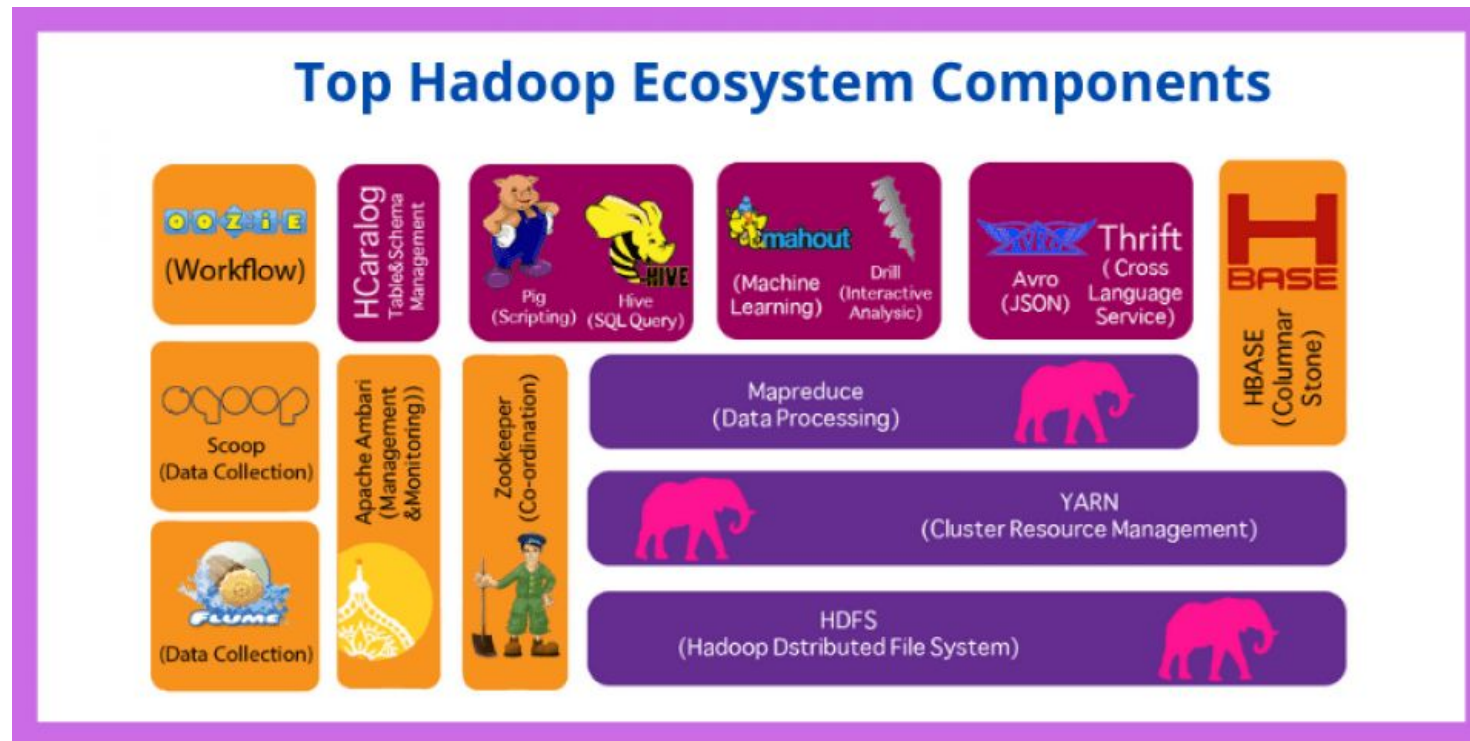 Top Hadoop Ecosystem Components
OOZIE
(Workflow)
HCaralog
Table&Schema
Management
Pig
(Scripting)
HIVE
Hive
(SQL Query)
mahout
(Machine
Learning)
Drill
(Interactive
Analysis)
AVRO
Avro
(JSON)
Thrift
( Cross
Language
Service)
H
BASE
HBASE
(Columnar
Stone)
sqoop
Scoop
(Data Collection)
Apache Ambari
(Management
&Monitoring))
Zookeeper
(Co-ordination)
Mapreduce
(Data Processing)
YARN
(Cluster Resource Management)
FLUME
(Data Collection)
HDFS
(Hadoop Dstributed File System)